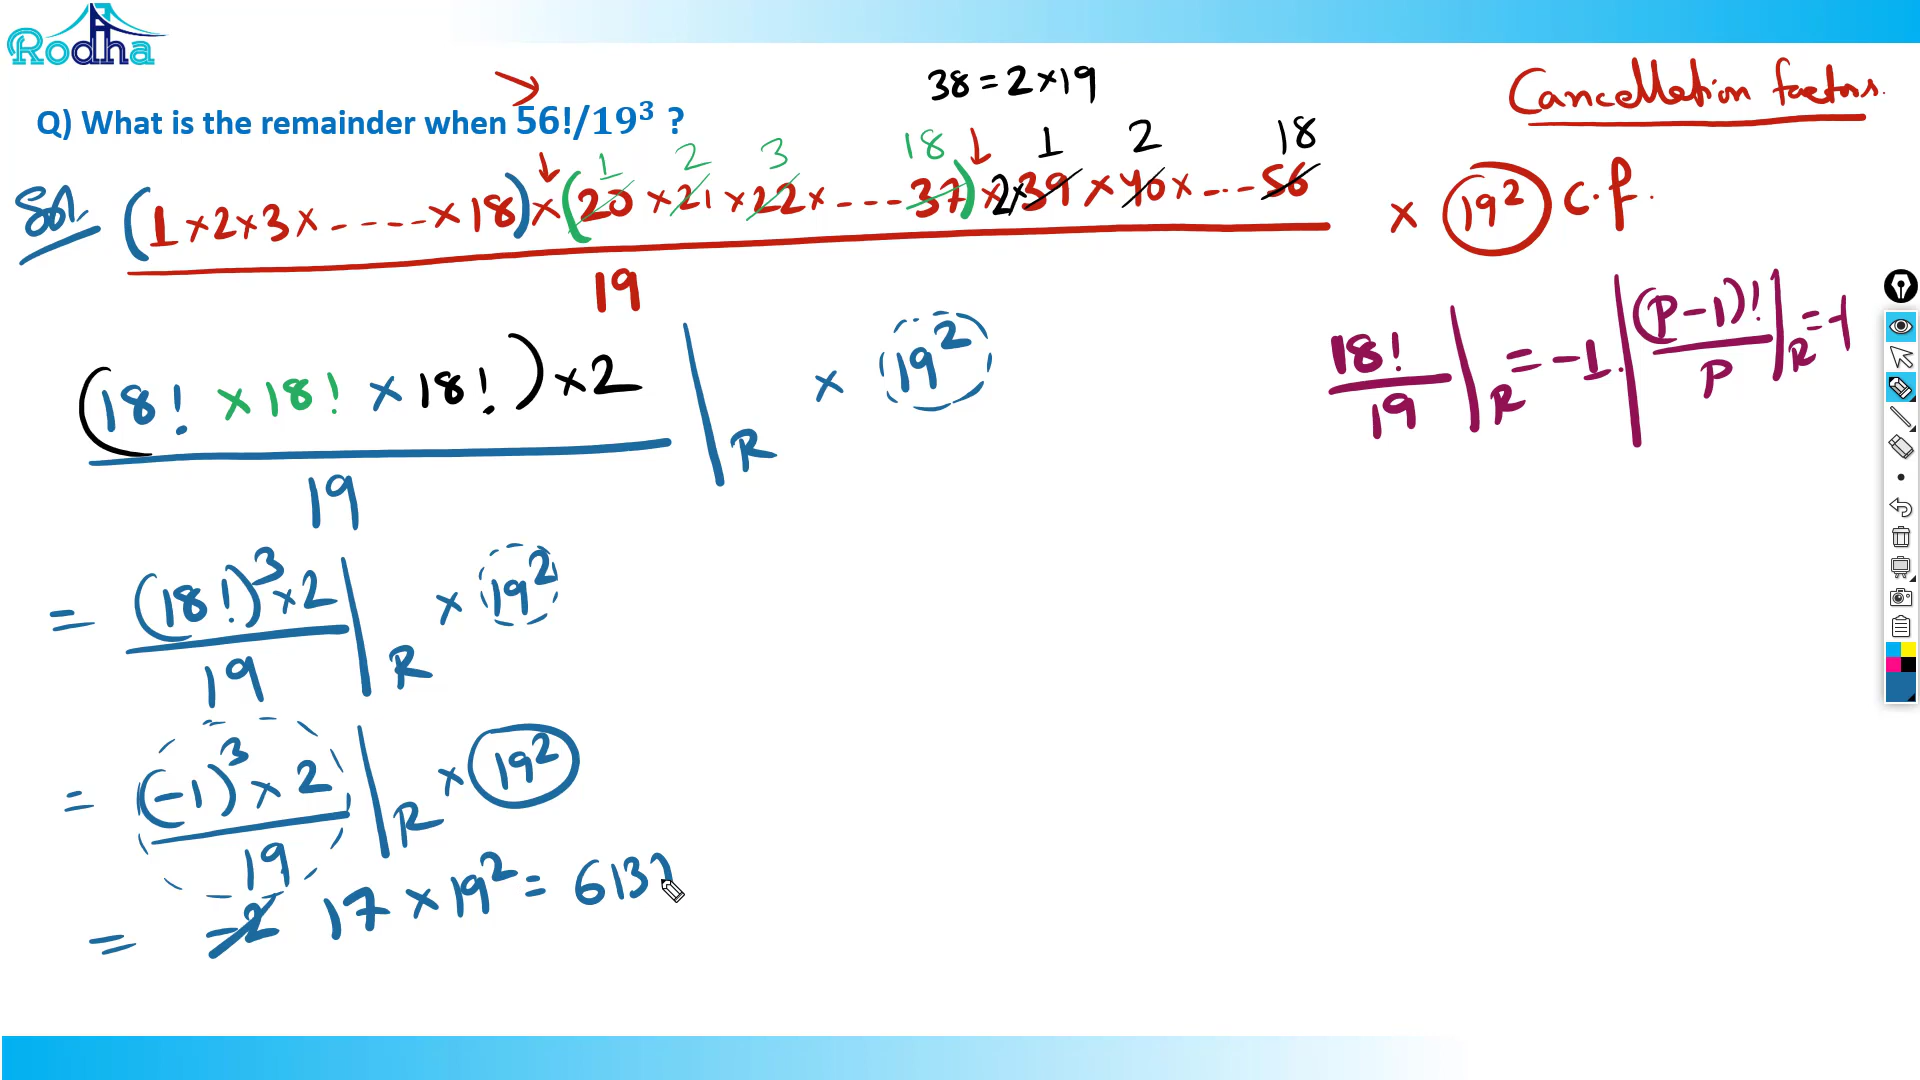 Rodha
38 = 2 × 19
Cancellation factors.
Q) What is the remainder when 56!/19³ ?
1 2 3 18 1 2 18
Sol. (1 × 2 × 3 × ..... × 18) × (20 × 21 × 22 × .... 37) × 2 × 39 × 40 × .... 56 × 19² C.f.
19
(18! × 18! × 18!) × 2 | R × 19²
19
18! | R = -1. | (P-1)! | R = -1
19 P
= (18!)³ × 2 | R × 19²
19
= (-1)³ × 2 | R × 19²
19
= -2 17 × 19² = 613